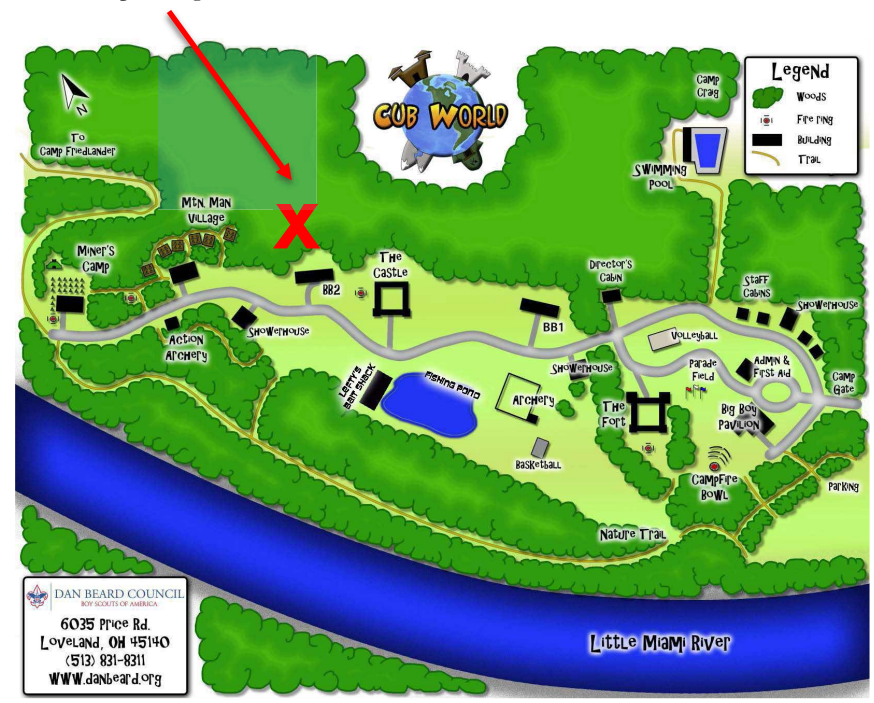 CUB WORLD
Camp
Craig
Legend
Woods
Fire ring
Building
Trail
N
To
Camp Friedlander
Swimming
Pool
Mtn. Man
Village
X
Miner's
Camp
The
Castle
Director's
Cabin
Staff
Cabins
Showerhouse
BB2
BB1
Showerhouse
Action
Archery
Volleyball
Showerhouse
Parade
Field
Admin &
First Aid
Camp
Gate
Lefty's
Bait Shack
Fishing Pond
Archery
The
Fort
Big Boy
Pavilion
Basketball
Campfire
Bowl
Parking
Nature Trail
DAN BEARD COUNCIL
BOY SCOUTS OF AMERICA
6035 Price Rd.
Loveland, OH 45140
(513) 831-8311
WWW.danbeard.org
Little Miami River